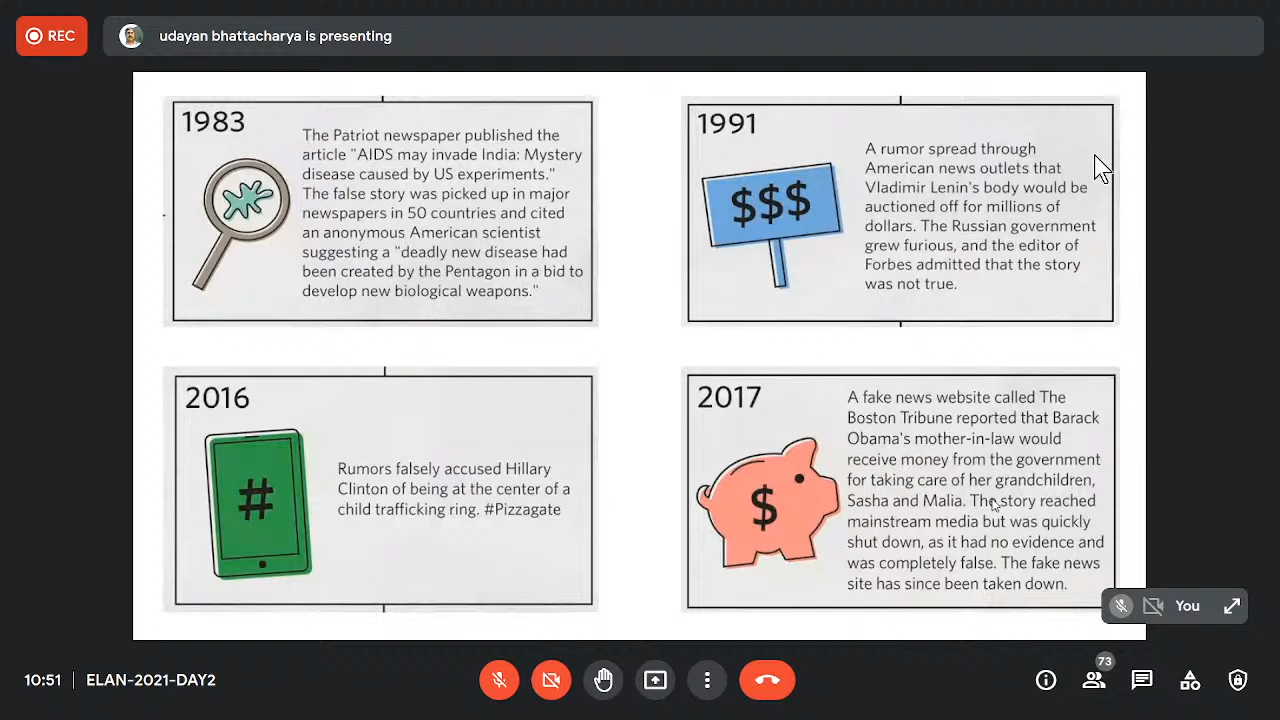 REC
udayan bhattacharya is presenting
1983
The Patriot newspaper published the
article "AIDS may invade India: Mystery
disease caused by US experiments."
The false story was picked up in major
newspapers in 50 countries and cited
an anonymous American scientist
suggesting a "deadly new disease had
been created by the Pentagon in a bid to
develop new biological weapons."
1991
$$$
A rumor spread through
American news outlets that
Vladimir Lenin's body would be
auctioned off for millions of
dollars. The Russian government
grew furious, and the editor of
Forbes admitted that the story
was not true.
2016
#
Rumors falsely accused Hillary
Clinton of being at the center of a
child trafficking ring. #Pizzagate
2017
$
A fake news website called The
Boston Tribune reported that Barack
Obama's mother-in-law would
receive money from the government
for taking care of her grandchildren,
Sasha and Malia. The story reached
mainstream media but was quickly
shut down, as it had no evidence and
was completely false. The fake news
site has since been taken down.
You
10:51 | ELAN-2021-DAY2
73